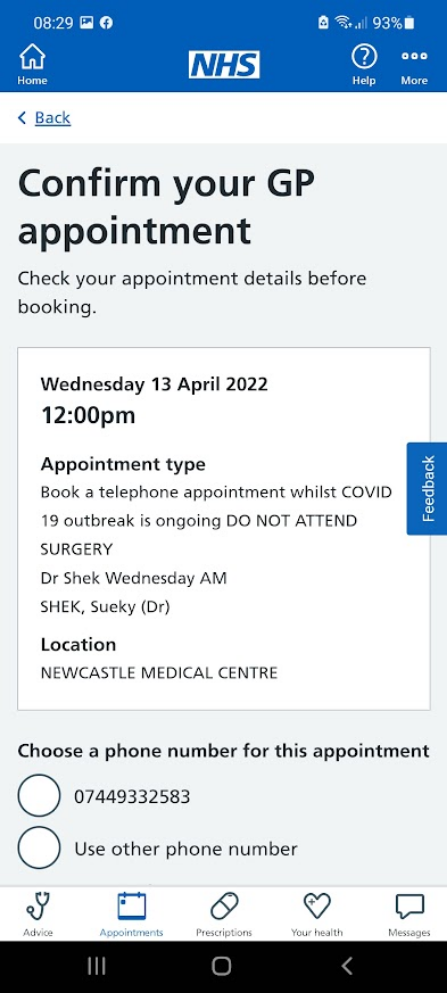 08:29 93%
NHS
Home Help More
Back
Confirm your GP
appointment
Check your appointment details before
booking.
Wednesday 13 April 2022
12:00pm
Appointment type
Book a telephone appointment whilst COVID
19 outbreak is ongoing DO NOT ATTEND
SURGERY
Dr Shek Wednesday AM
SHEK, Sueky (Dr)
Location
NEWCASTLE MEDICAL CENTRE
Feedback
Choose a phone number for this appointment
07449332583
Use other phone number
Advice Appointments Prescriptions Your health Messages